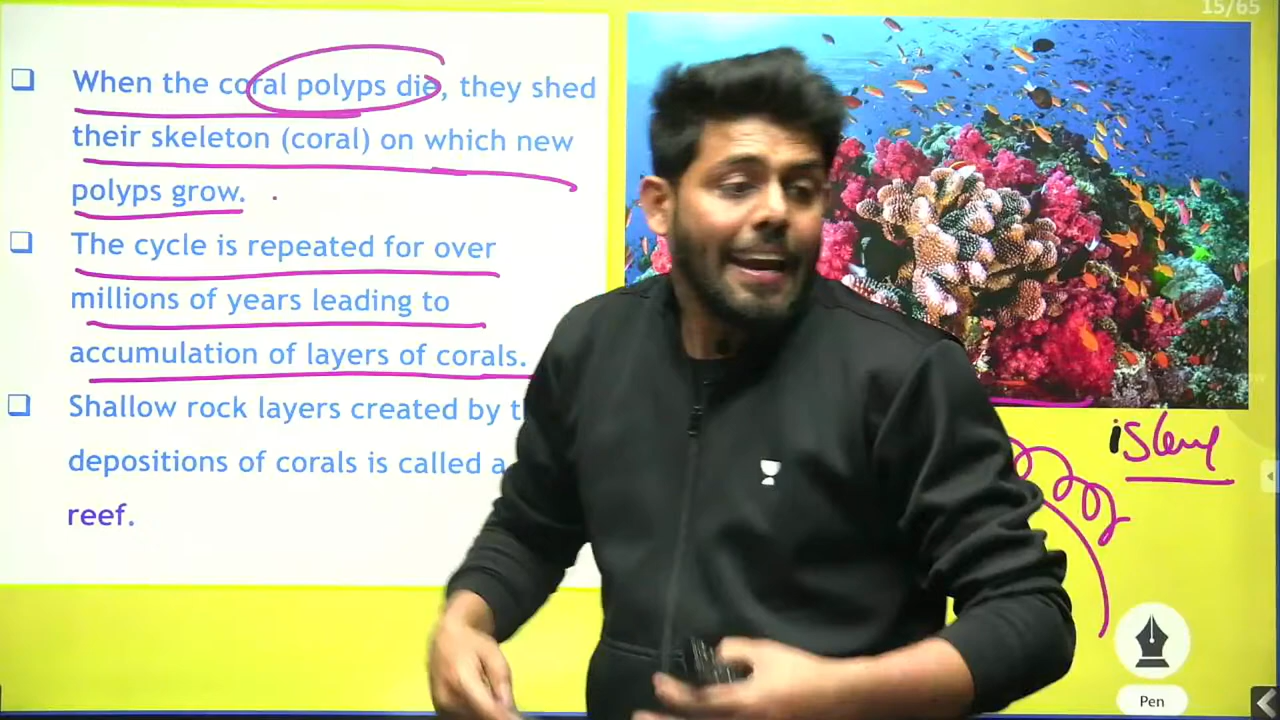 15/65
When the coral polyps die, they shed
their skeleton (coral) on which new
polyps grow.
The cycle is repeated for over
millions of years leading to
accumulation of layers of corals.
Shallow rock layers created by
depositions of corals is called a
reef.
Pen